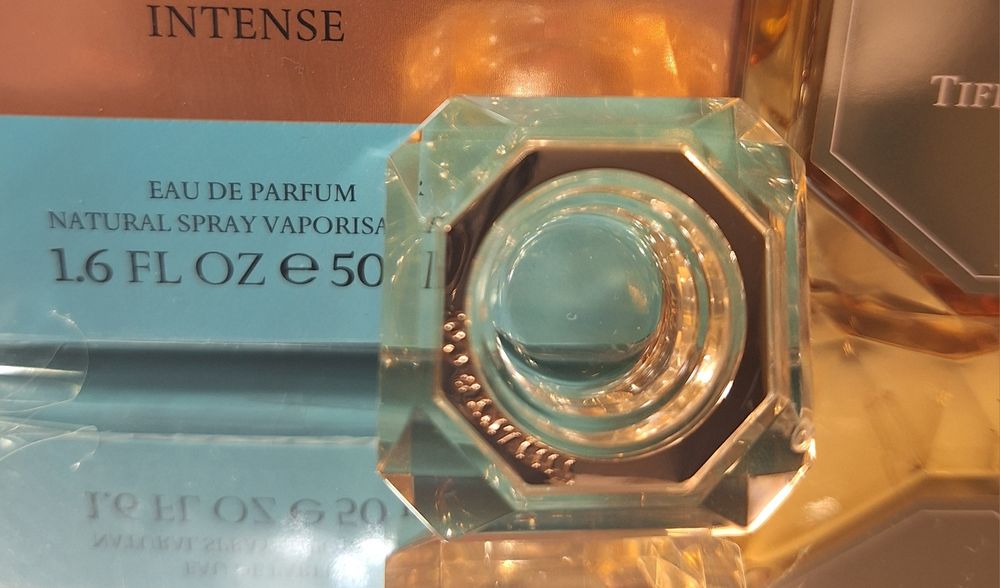 INTENSE
EAU DE PARFUM
NATURAL SPRAY VAPORISA
1.6 FL OZ e 50
TIF